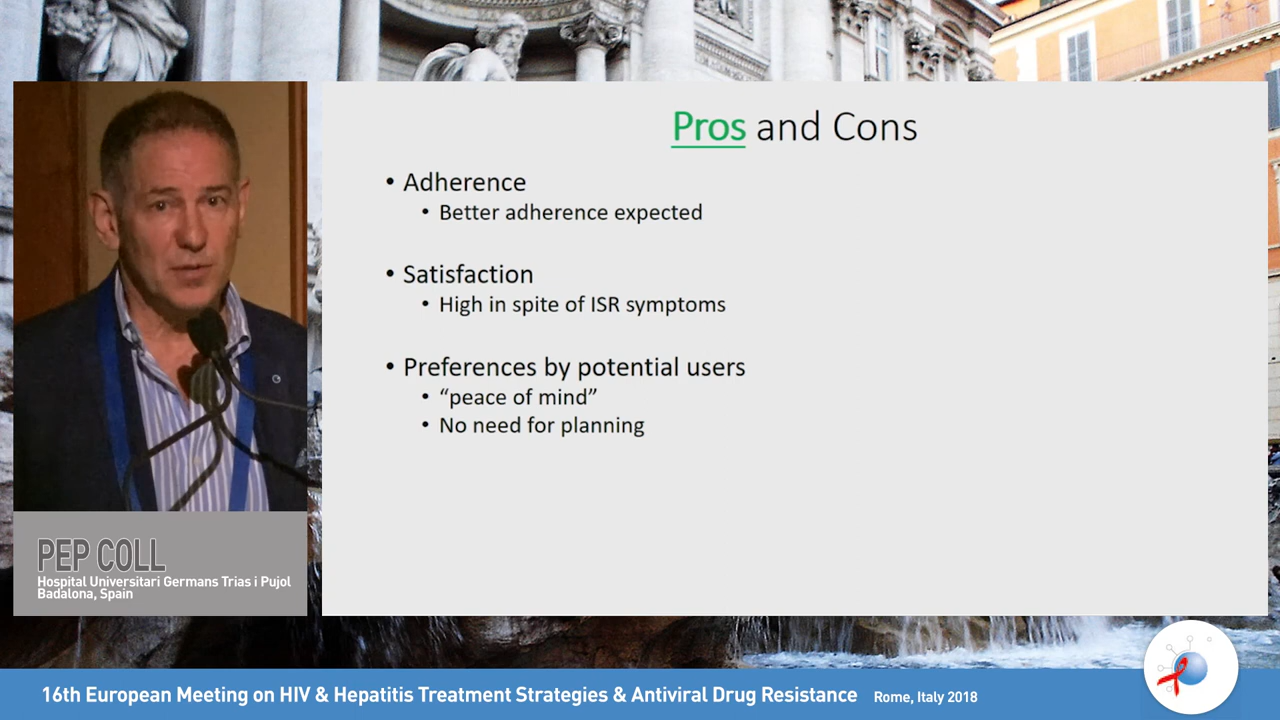 Pros and Cons
• Adherence
• Better adherence expected
• Satisfaction
• High in spite of ISR symptoms
• Preferences by potential users
• “peace of mind”
• No need for planning
PEP COLL
Hospital Universitari Germans Trias i Pujol
Badalona, Spain
16th European Meeting on HIV & Hepatitis Treatment Strategies & Antiviral Drug Resistance Rome, Italy 2018